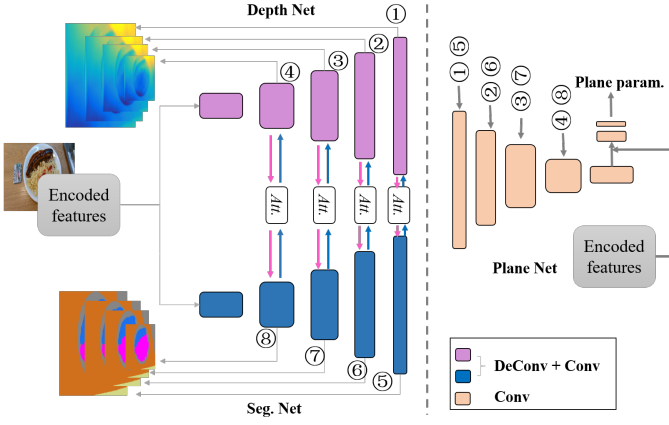 Depth Net
①
②
③
④
Att.
Att.
Att.
Att.
Encoded
features
⑧
⑦
⑥
⑤
Seg. Net
① ⑤
② ⑥
③ ⑦
④ ⑧
Plane param.
Plane Net
Encoded
features
DeConv + Conv
Conv